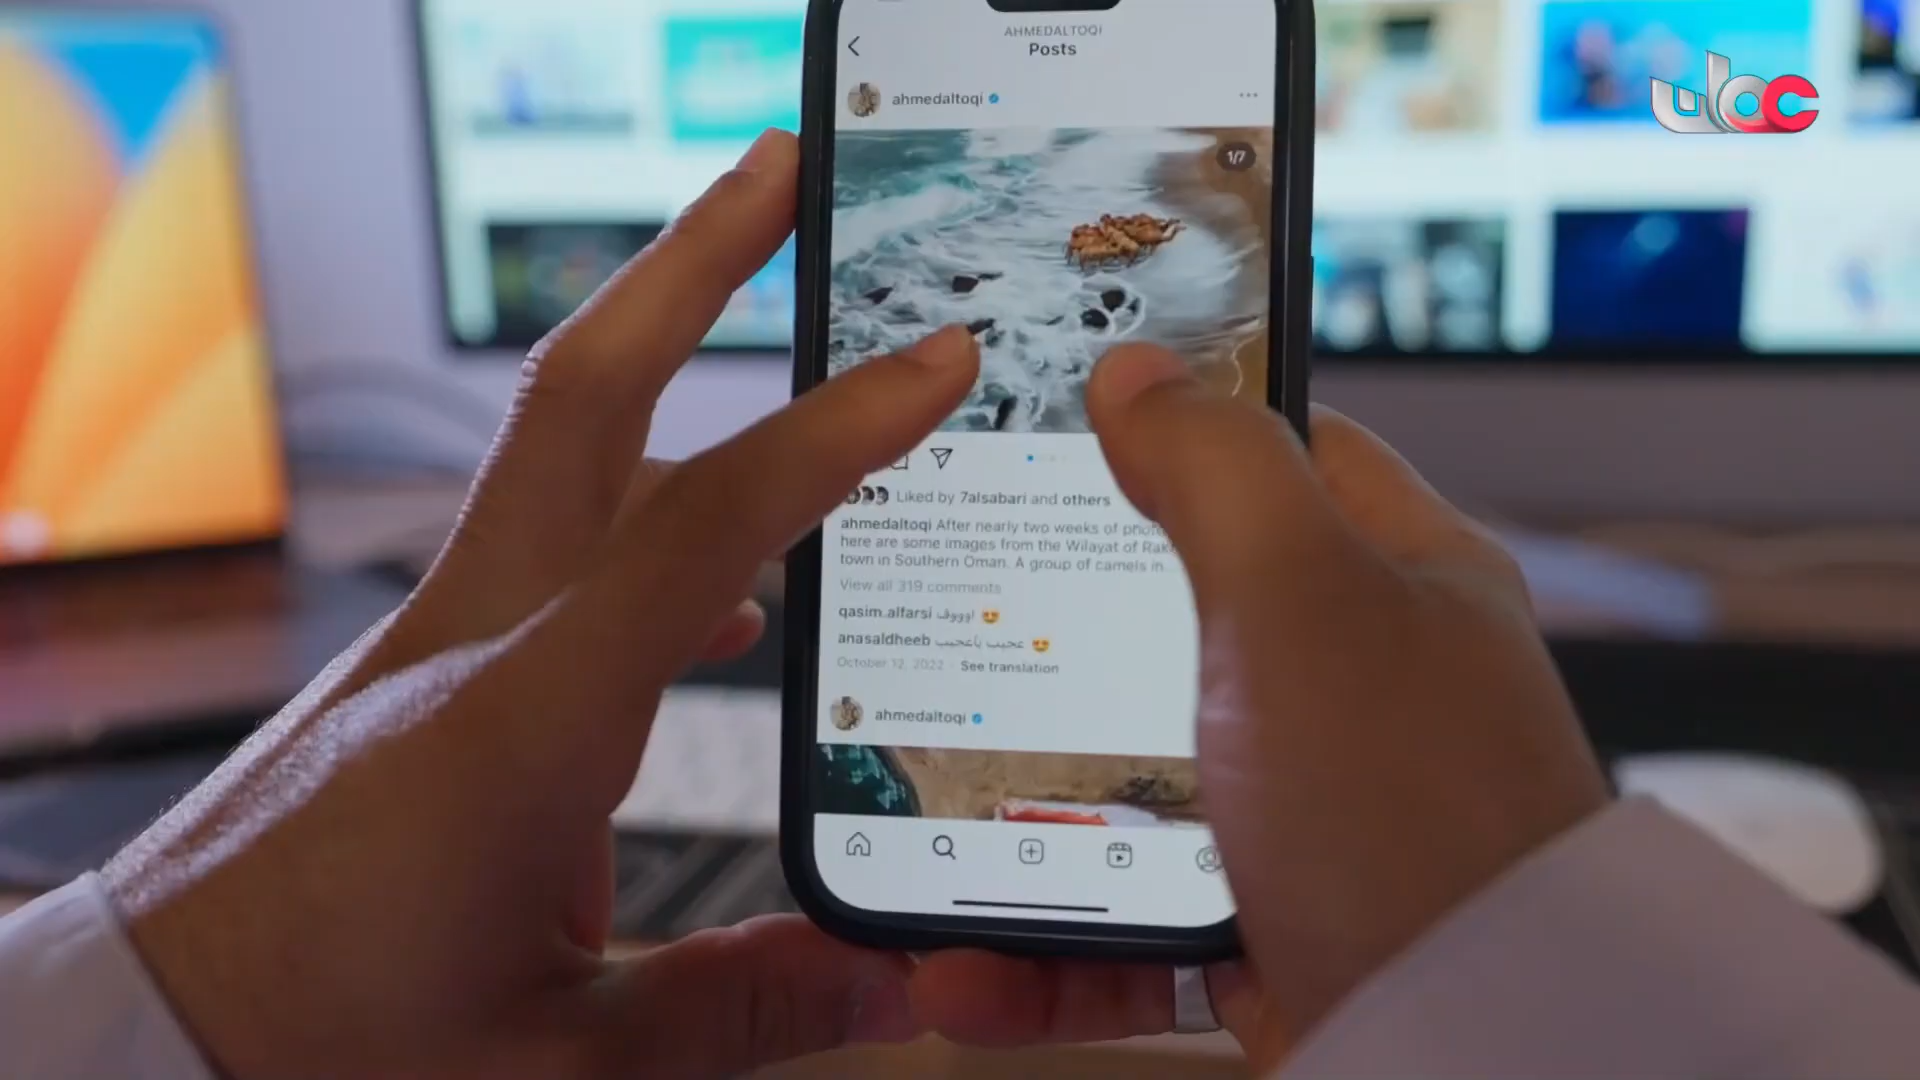 AHMEDALTOQI
Posts
ahmedaltoqi
1/7
Liked by 7alsabari and others
ahmedaltoqi After nearly two weeks of
here are some images from the Wilayat of
town in Southern Oman. A group of camels in...
View all 319 comments
qasim.alfarsi اوووف 😍
anasaldheeb عجيب ياعجيب 😍
October 12, 2022 See translation
ahmedaltoqi